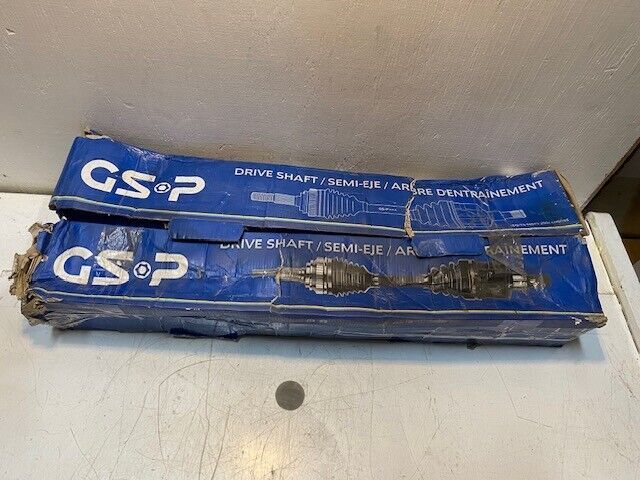 GSP
DRIVE SHAFT / SEMI-EJE / ARBRE D'ENTRAÎNEMENT
GSP
DRIVE SHAFT / SEMI-EJE / ARBRE D'ENTRAÎNEMENT